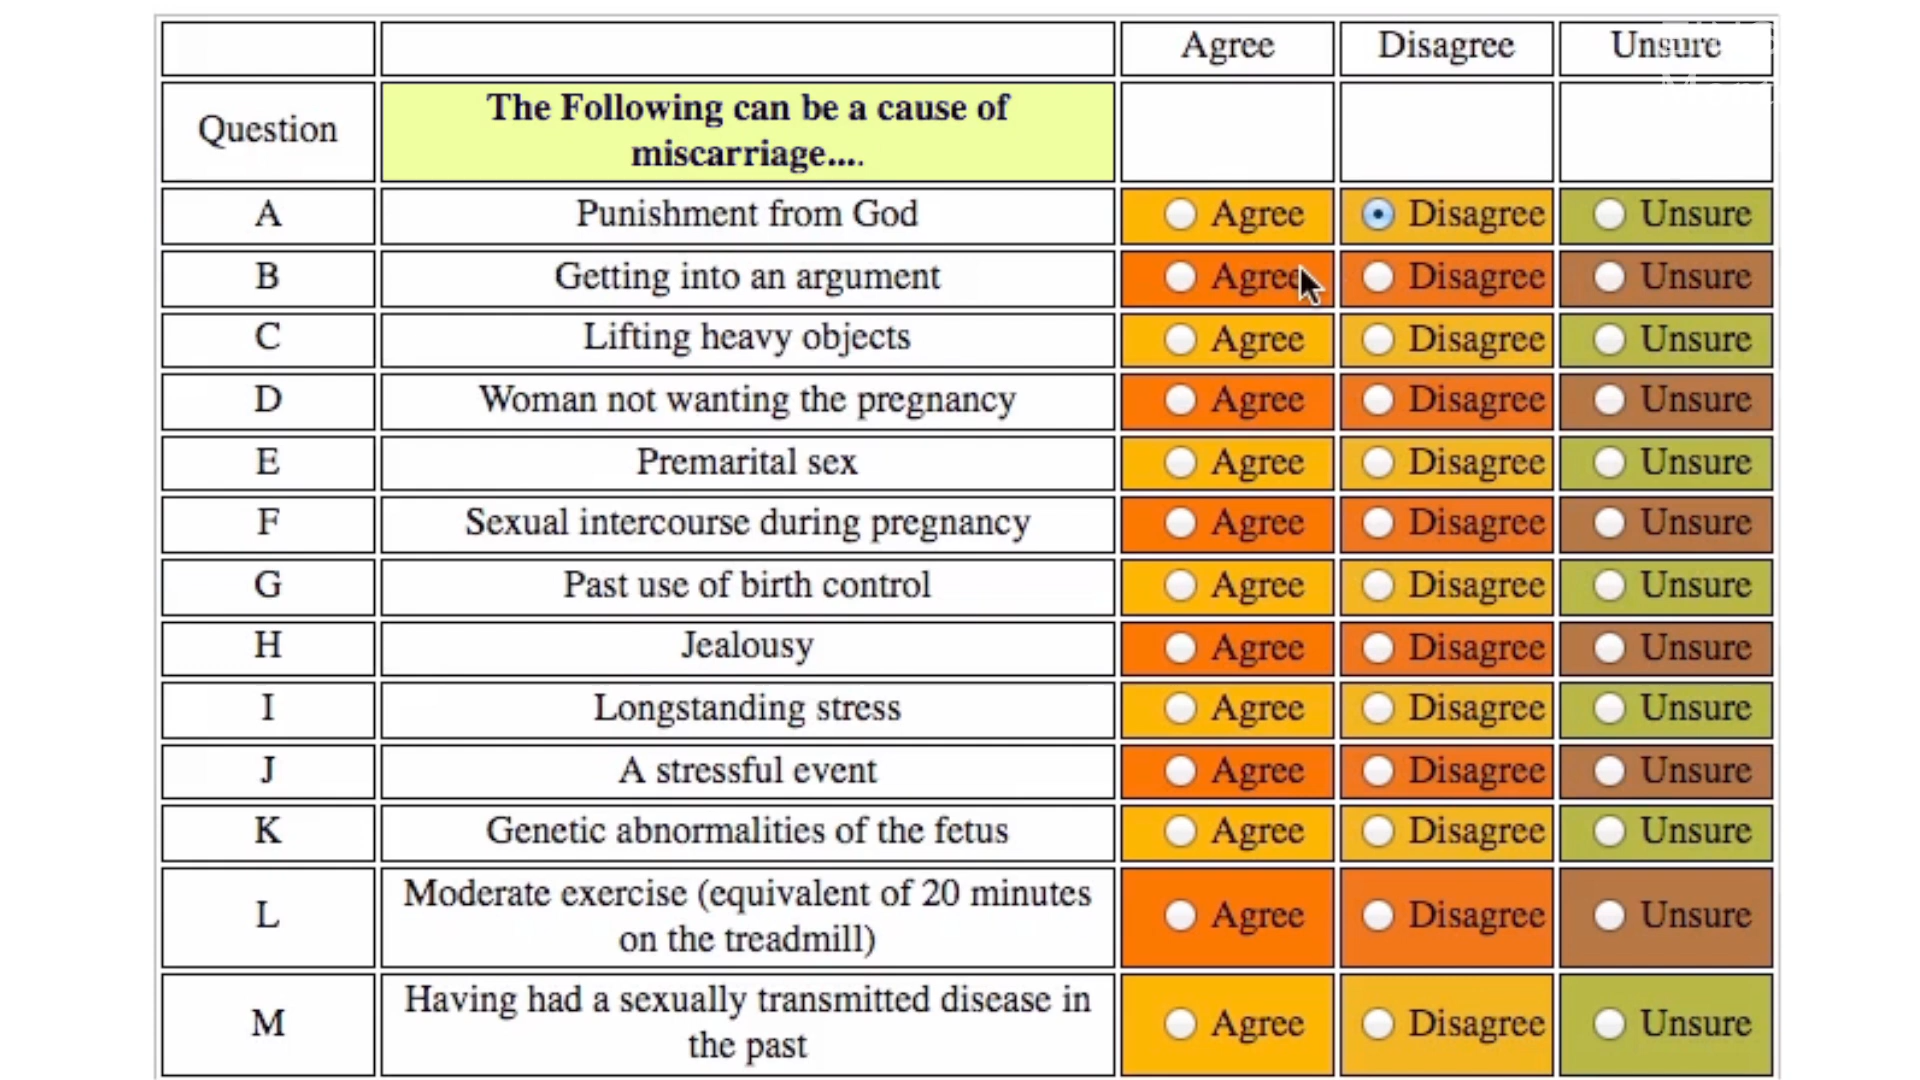 Agree Disagree Unsure
Question The Following can be a cause of
miscarriage....
A Punishment from God Agree Disagree Unsure
B Getting into an argument Agree Disagree Unsure
C Lifting heavy objects Agree Disagree Unsure
D Woman not wanting the pregnancy Agree Disagree Unsure
E Premarital sex Agree Disagree Unsure
F Sexual intercourse during pregnancy Agree Disagree Unsure
G Past use of birth control Agree Disagree Unsure
H Jealousy Agree Disagree Unsure
I Longstanding stress Agree Disagree Unsure
J A stressful event Agree Disagree Unsure
K Genetic abnormalities of the fetus Agree Disagree Unsure
L Moderate exercise (equivalent of 20 minutes
on the treadmill) Agree Disagree Unsure
M Having had a sexually transmitted disease in
the past Agree Disagree Unsure